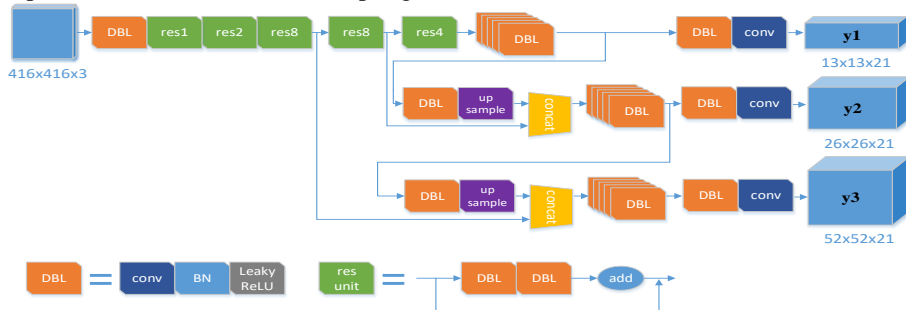 DBL res1 res2 res8 res8 res4 DBL DBL conv y1
416x416x3
13x13x21
DBL up sample concat DBL DBL conv y2
26x26x21
DBL up sample concat DBL DBL conv y3
52x52x21
DBL = conv BN Leaky ReLU
res unit = DBL DBL add